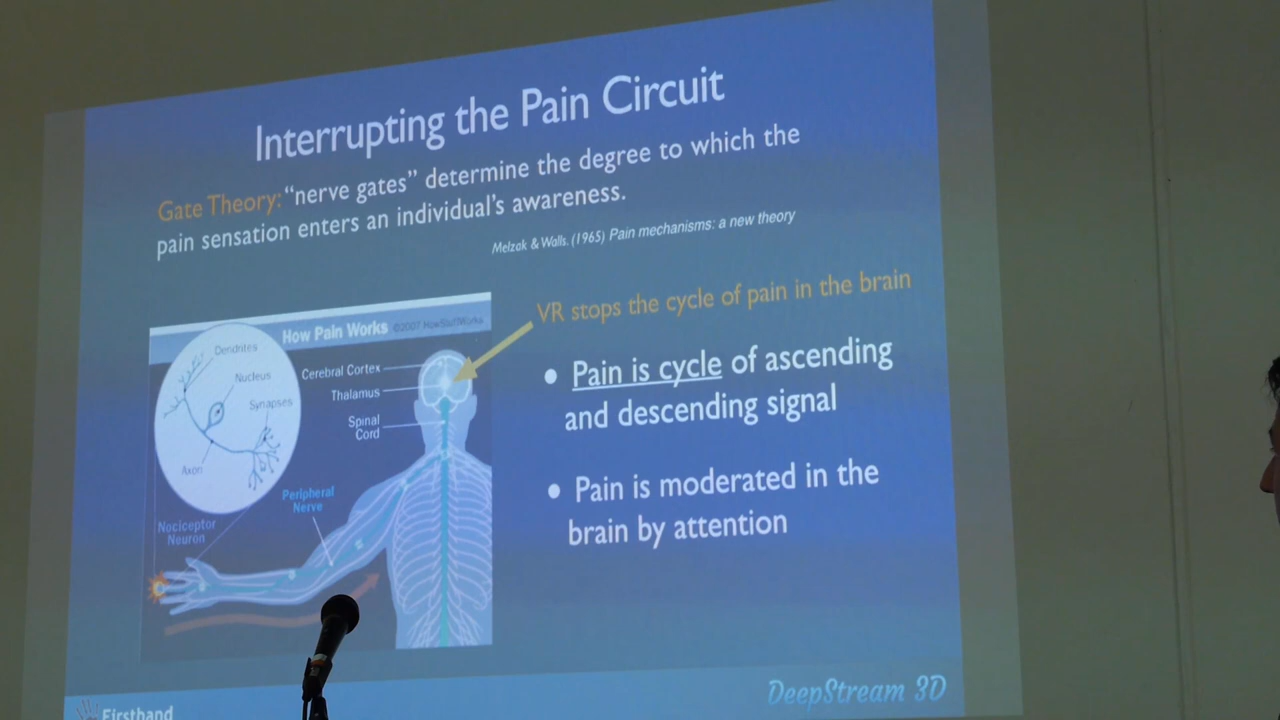 Interrupting the Pain Circuit
Gate Theory: “nerve gates” determine the degree to which the
pain sensation enters an individual’s awareness.
Melzak & Walls. (1965) Pain mechanisms: a new theory
How Pain Works ©2007 HowStuffWorks
Dendrites
Nucleus
Synapses
Axon
Nociceptor
Neuron
Cerebral Cortex
Thalamus
Spinal
Cord
Peripheral
Nerve
VR stops the cycle of pain in the brain
• Pain is cycle of ascending
and descending signal
• Pain is moderated in the
brain by attention
Firsthand
DeepStream 3D